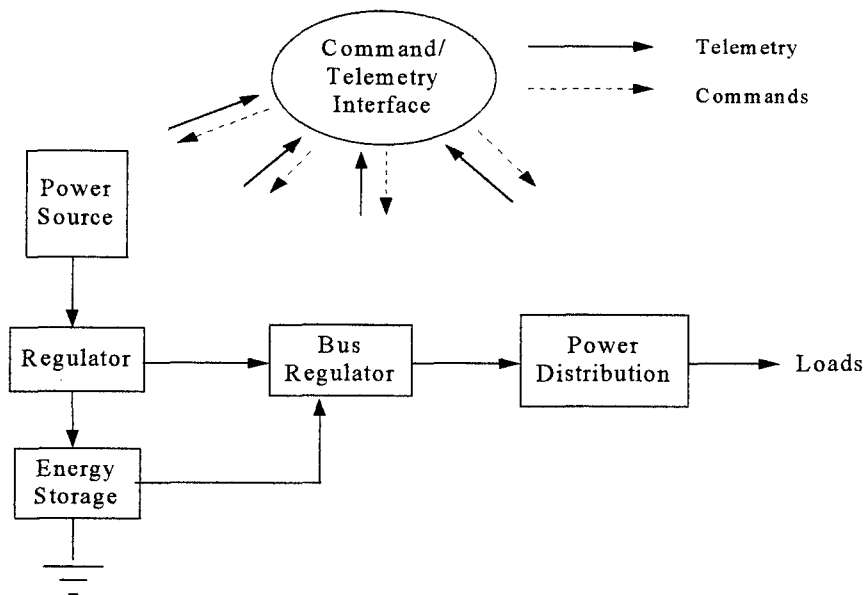 Command/
Telemetry
Interface
Telemetry
Commands
Power
Source
Regulator
Bus
Regulator
Power
Distribution
Loads
Energy
Storage